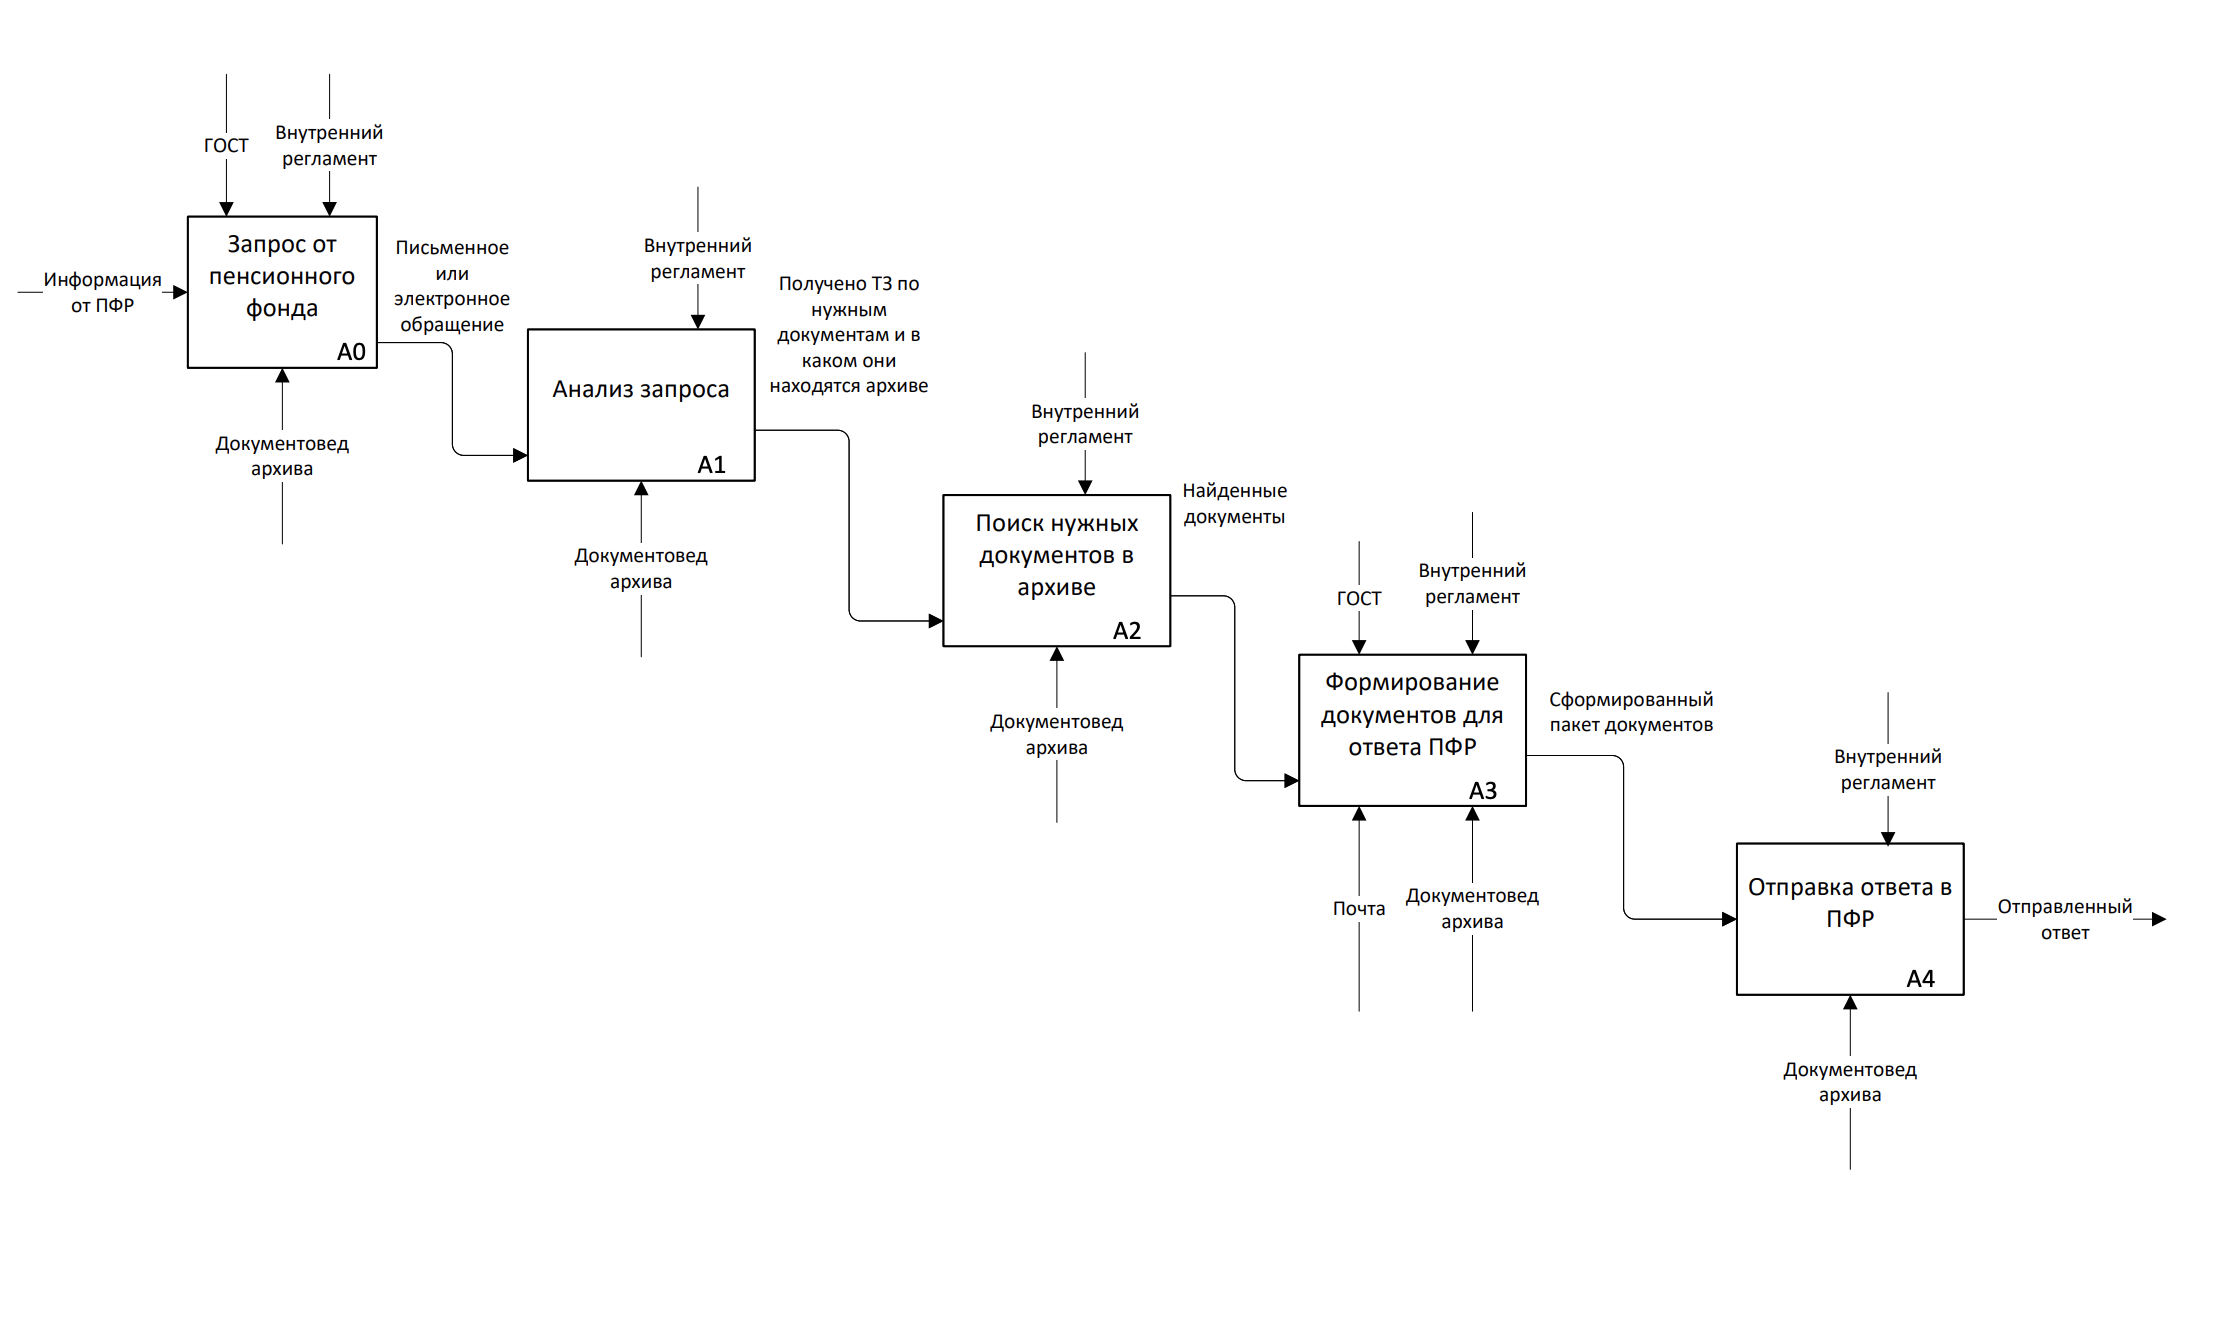 ГОСТ
Внутренний
регламент
Информация
от ПФР
Запрос от
пенсионного
фонда
A0
Документовед
архива
Письменное
или
электронное
обращение
Внутренний
регламент
Анализ запроса
A1
Документовед
архива
Получено ТЗ по
нужным
документам и в
каком они
находятся архиве
Внутренний
регламент
Поиск нужных
документов в
архиве
A2
Документовед
архива
Найденные
документы
ГОСТ
Внутренний
регламент
Формирование
документов для
ответа ПФР
A3
Почта
Документовед
архива
Сформированный
пакет документов
Внутренний
регламент
Отправка ответа в
ПФР
A4
Документовед
архива
Отправленный
ответ